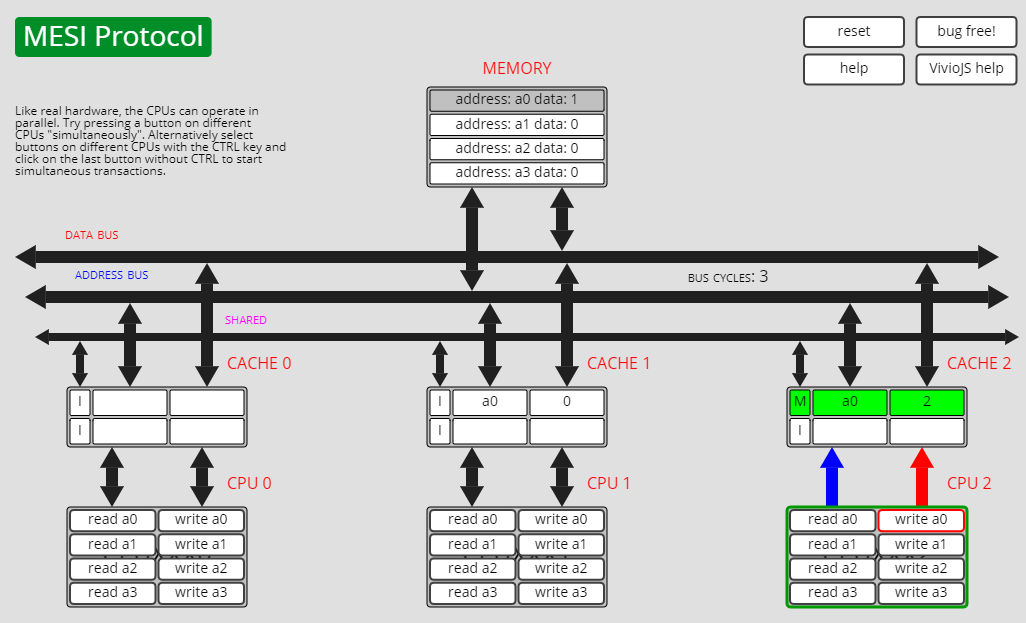 MESI Protocol
reset
bug free!
help
VivioJS help
MEMORY
Like real hardware, the CPUs can operate in
parallel. Try pressing a button on different
CPUs "simultaneously". Alternatively select
buttons on different CPUs with the CTRL key and
click on the last button without CTRL to start
simultaneous transactions.
address: a0 data: 1
address: a1 data: 0
address: a2 data: 0
address: a3 data: 0
DATA BUS
ADDRESS BUS
BUS CYCLES: 3
SHARED
CACHE 0
CACHE 1
CACHE 2
I
I a0 0
M a0 2
I
I
I
CPU 0
CPU 1
CPU 2
read a0 write a0
read a1 write a1
read a2 write a2
read a3 write a3
read a0 write a0
read a1 write a1
read a2 write a2
read a3 write a3
read a0 write a0
read a1 write a1
read a2 write a2
read a3 write a3